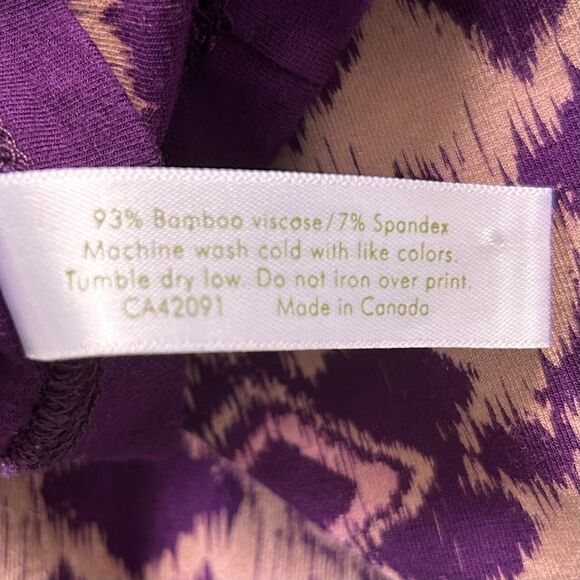 93% Bamboo viscose/7% Spandex
Machine wash cold with like colors.
Tumble dry low. Do not iron over print.
CA42091 Made in Canada